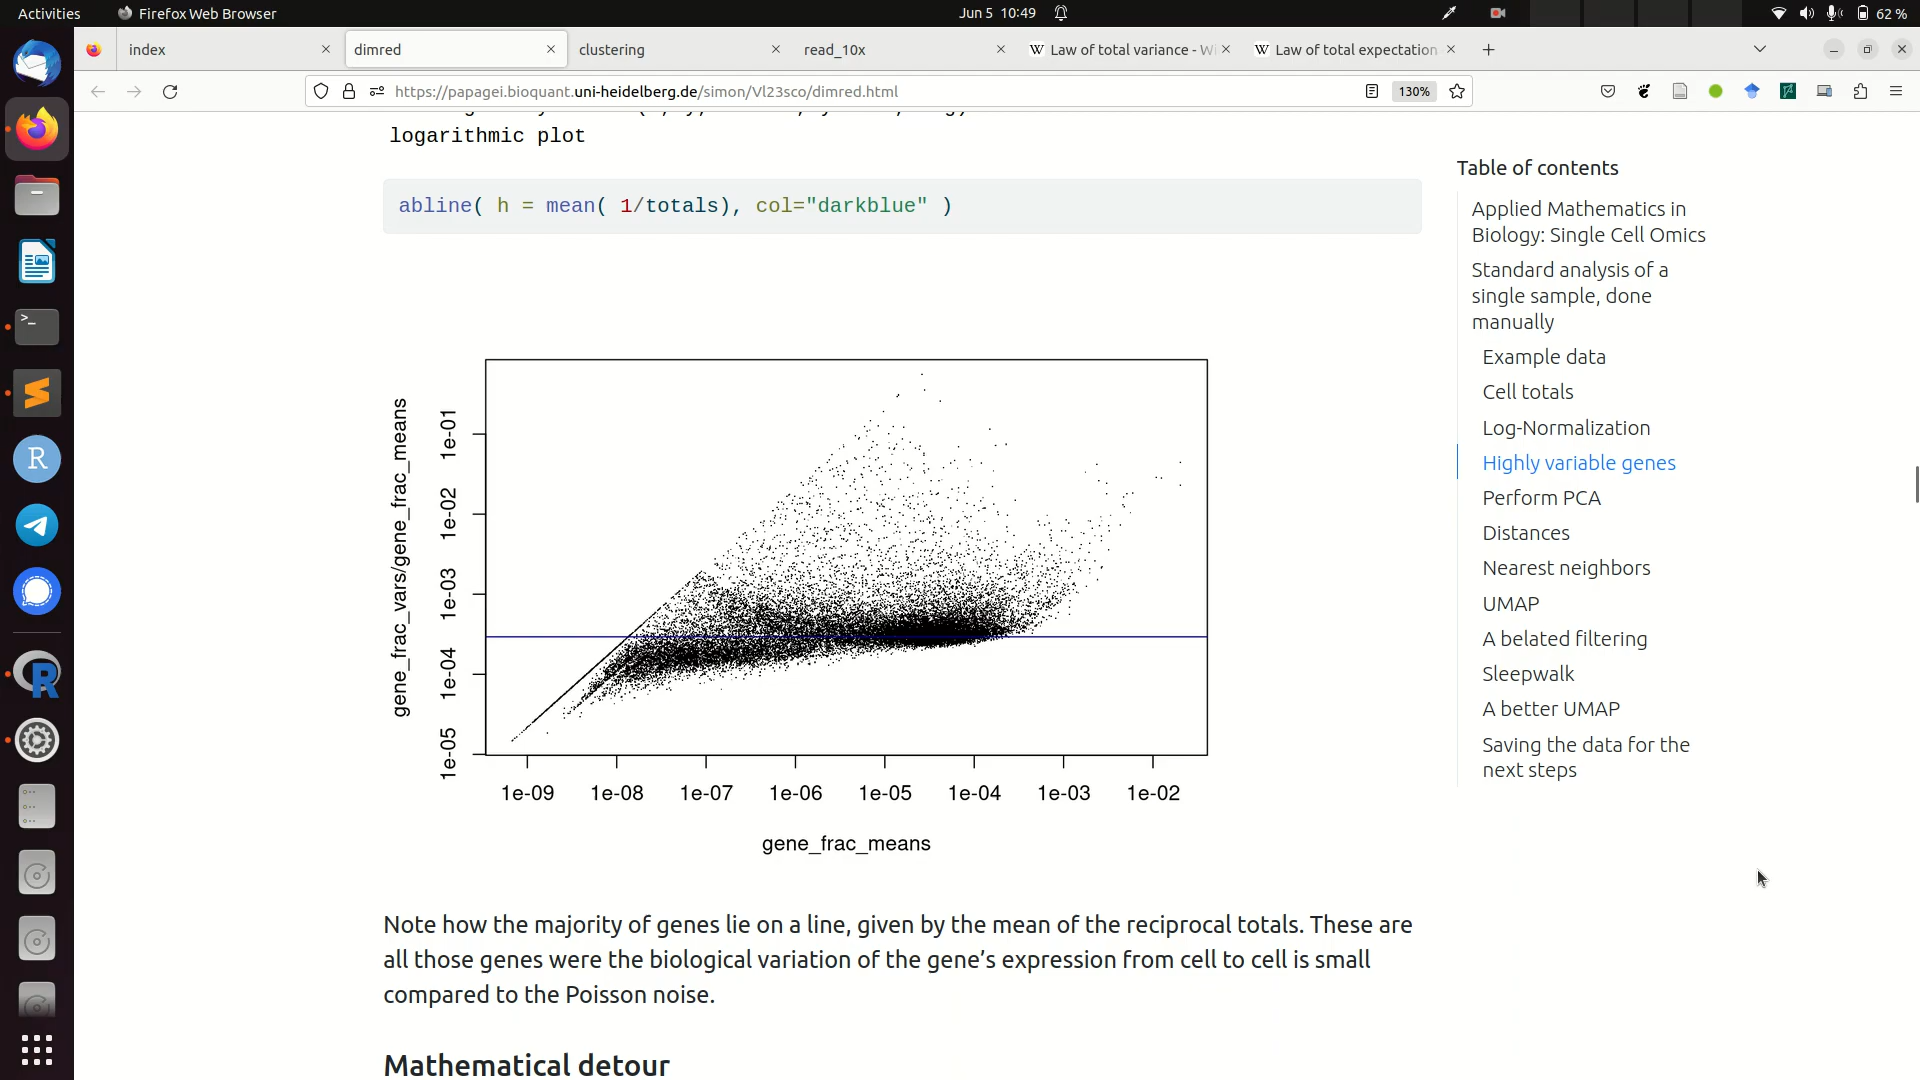 Activities
Firefox Web Browser
Jun 5 10:49
62 %
index
dimred
clustering
read_10x
Law of total variance - Wi
Law of total expectation
130%
https://papagei.bioquant.uni-heidelberg.de/simon/Vl23sco/dimred.html
logarithmic plot
abline( h = mean( 1/totals), col="darkblue" )
gene_frac_vars/gene_frac_means
1e-01
1e-02
1e-03
1e-04
1e-05
1e-09 1e-08 1e-07 1e-06 1e-05 1e-04 1e-03 1e-02
gene_frac_means
Note how the majority of genes lie on a line, given by the mean of the reciprocal totals. These are
all those genes were the biological variation of the gene’s expression from cell to cell is small
compared to the Poisson noise.
Mathematical detour
Table of contents
Applied Mathematics in
Biology: Single Cell Omics
Standard analysis of a
single sample, done
manually
Example data
Cell totals
Log-Normalization
Highly variable genes
Perform PCA
Distances
Nearest neighbors
UMAP
A belated filtering
Sleepwalk
A better UMAP
Saving the data for the
next steps